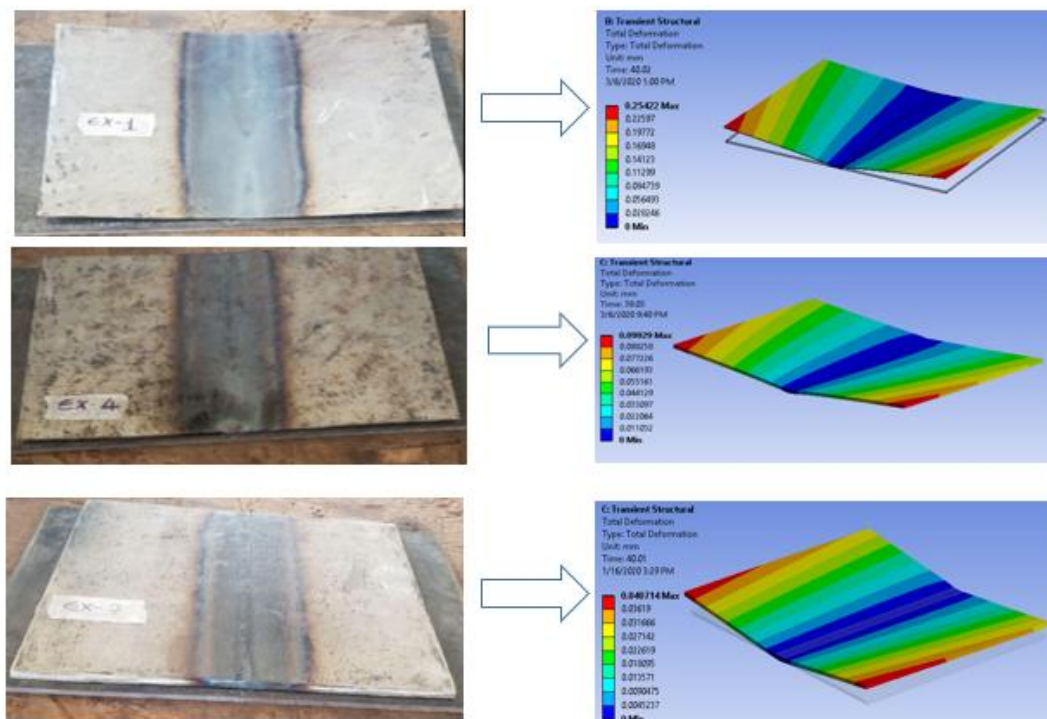 EX-1
B: Transient Structural
Total Deformation
Type: Total Deformation
Unit: mm
Time: 40.02
1:00 PM
0.25422 Max
0.22597
0.19772
0.16948
0.14123
0.11299
0.084739
0.056493
0.028246
0 Min
EX-4
C: Transient Structural
Total Deformation
Type: Total Deformation
Unit: mm
Time:
9:40 PM
0.09929 Max
0.088258
0.077226
0.066193
0.055161
0.044129
0.033097
0.022064
0.011032
0 Min
C: Transient Structural
Total Deformation
Type: Total Deformation
Unit: mm
Time: 40.01
1/16/2020 3:29 PM
0.040714 Max
0.03619
0.031666
0.027142
0.022619
0.018095
0.013571
0.0090475
0.0045237
0 Min